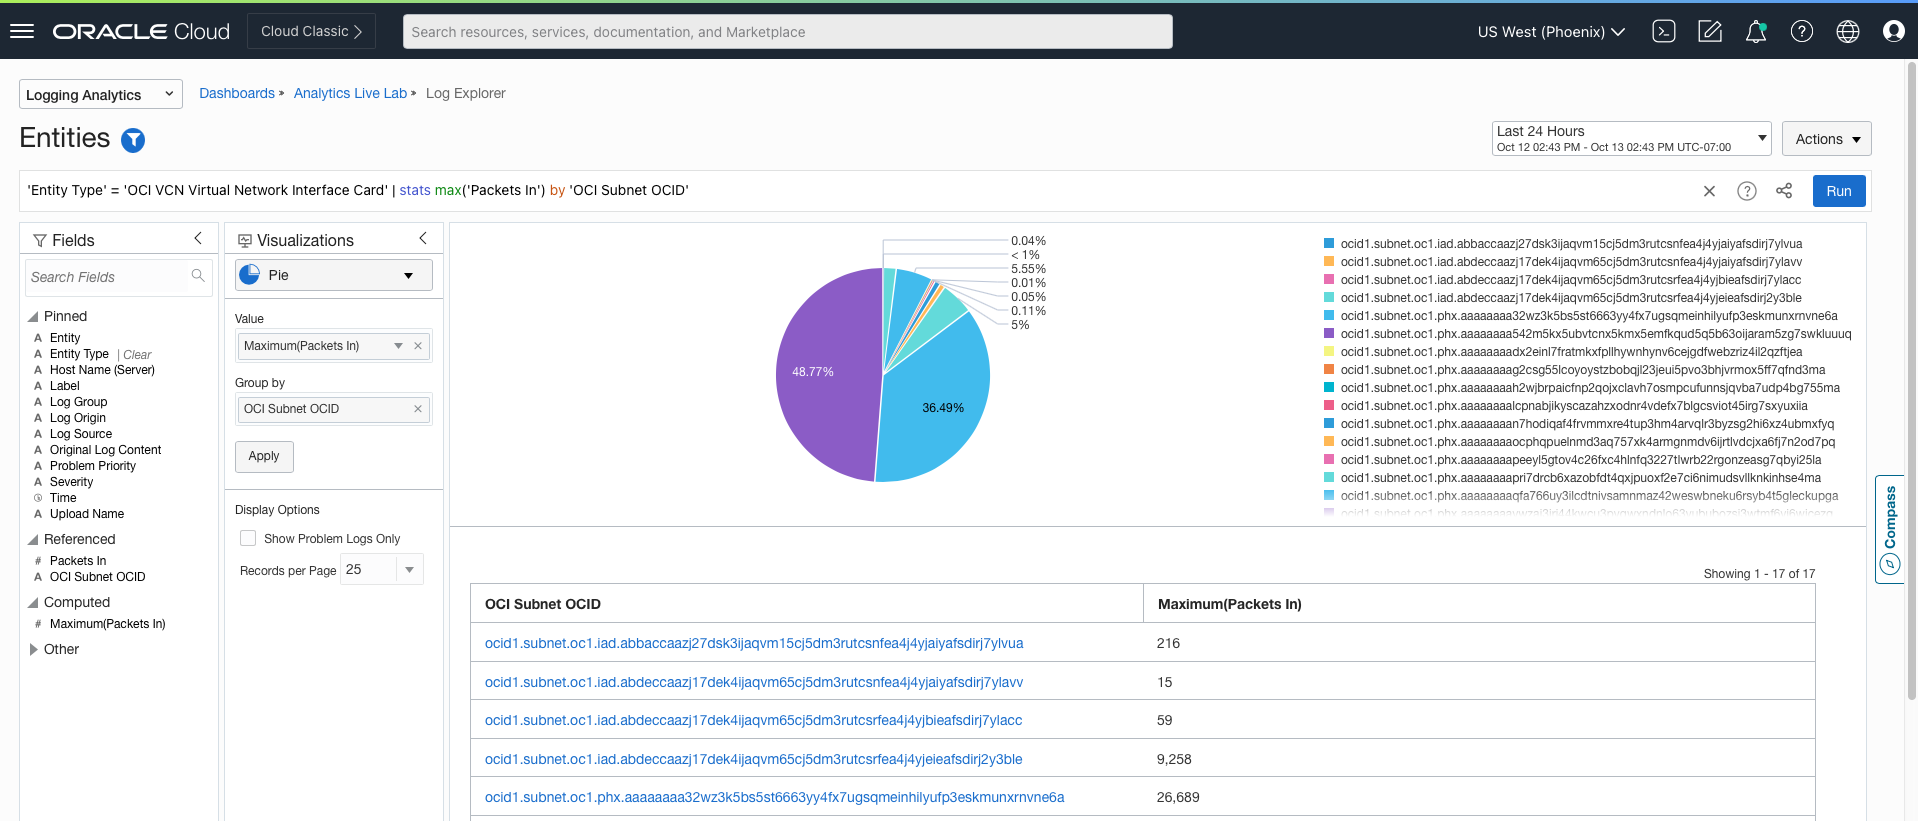 ORACLE Cloud
Cloud Classic
Search resources, services, documentation, and Marketplace
US West (Phoenix)
Logging Analytics
Dashboards » Analytics Live Lab » Log Explorer
Entities
Last 24 Hours
Oct 12 02:43 PM - Oct 13 02:43 PM UTC-07:00
Actions
'Entity Type' = 'OCI VCN Virtual Network Interface Card' | stats max('Packets In') by 'OCI Subnet OCID'
Run
Fields
Search Fields
Pinned
A Entity
A Entity Type | Clear
A Host Name (Server)
A Label
A Log Group
A Log Origin
A Log Source
A Original Log Content
A Problem Priority
A Severity
Time
A Upload Name
Referenced
# Packets In
A OCI Subnet OCID
Computed
# Maximum(Packets In)
Other
Visualizations
Pie
Value
Maximum(Packets In)
Group by
OCI Subnet OCID
Apply
Display Options
Show Problem Logs Only
Records per Page 25
0.04%
< 1%
5.55%
0.01%
0.05%
0.11%
5%
48.77%
36.49%
ocid1.subnet.oc1.iad.abbaccaazj27dsk3ijaqvm15cj5dm3rutcsnfea4j4yjaiyafsdirj7ylvua
ocid1.subnet.oc1.iad.abdeccaazj17dek4ijaqvm65cj5dm3rutcsnfea4j4yjaiyafsdirj7ylavv
ocid1.subnet.oc1.iad.abdeccaazj17dek4ijaqvm65cj5dm3rutcsrfea4j4yjbieafsdirj7ylacc
ocid1.subnet.oc1.iad.abdeccaazj17dek4ijaqvm65cj5dm3rutcsrfea4j4yjeieafsdirj2y3ble
ocid1.subnet.oc1.phx.aaaaaaaa32wz3k5bs5st6663yy4fx7ugsqmeinhilyufp3eskmunxrnvne6a
ocid1.subnet.oc1.phx.aaaaaaaa542m5kx5ubvtcnx5kmx5emfkqud5q5b63oijaram5zg7swkluuuq
ocid1.subnet.oc1.phx.aaaaaaaadx2einl7fratmkxfpllhywnhynv6cejgdfwebzriz4il2qzftjea
ocid1.subnet.oc1.phx.aaaaaaaag2csg55lcoyoystzbobqjl23jeui5pvo3bhjvrmox5ff7qfnd3ma
ocid1.subnet.oc1.phx.aaaaaaaah2wjbrpaicfnp2qojxclavh7osmpcufunnsjqvba7udp4bg755ma
ocid1.subnet.oc1.phx.aaaaaaaalcpnabjikyscazahzxodnr4vdefx7blgcsviot45irg7sxyuxiia
ocid1.subnet.oc1.phx.aaaaaaaan7hodiqaf4frvmmxre4tup3hm4arvqlr3byzsg2hi6xz4ubmxfyq
ocid1.subnet.oc1.phx.aaaaaaaaocphqpuelnmd3aq757xk4armgnmdv6ijrtlvdcjxa6fj7n2od7pq
ocid1.subnet.oc1.phx.aaaaaaaapeeyl5gtov4c26fxc4hlnfq3227tlwrb22rgonzeasg7qbyi25la
ocid1.subnet.oc1.phx.aaaaaaaapri7drcb6xazobfdt4qxjpuoxf2e7ci6nimudsvllknkinhse4ma
ocid1.subnet.oc1.phx.aaaaaaaaqfa766uy3ilcdtnivsamnmaz42weswbneku6rsyb4t5gleckupga
Compass
Showing 1 - 17 of 17
OCI Subnet OCID Maximum(Packets In)
ocid1.subnet.oc1.iad.abbaccaazj27dsk3ijaqvm15cj5dm3rutcsnfea4j4yjaiyafsdirj7ylvua 216
ocid1.subnet.oc1.iad.abdeccaazj17dek4ijaqvm65cj5dm3rutcsnfea4j4yjaiyafsdirj7ylavv 15
ocid1.subnet.oc1.iad.abdeccaazj17dek4ijaqvm65cj5dm3rutcsrfea4j4yjbieafsdirj7ylacc 59
ocid1.subnet.oc1.iad.abdeccaazj17dek4ijaqvm65cj5dm3rutcsrfea4j4yjeieafsdirj2y3ble 9,258
ocid1.subnet.oc1.phx.aaaaaaaa32wz3k5bs5st6663yy4fx7ugsqmeinhilyufp3eskmunxrnvne6a 26,689